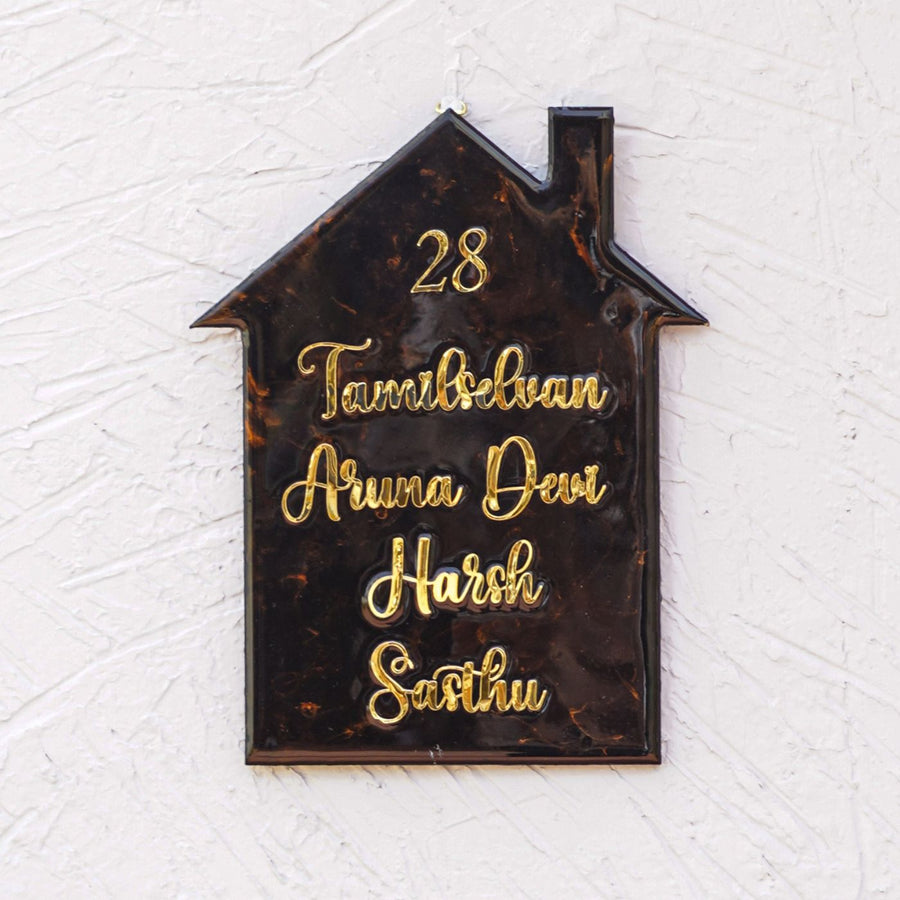 28
Tamilselvan
Aruna Devi
Harsh
Sasthu